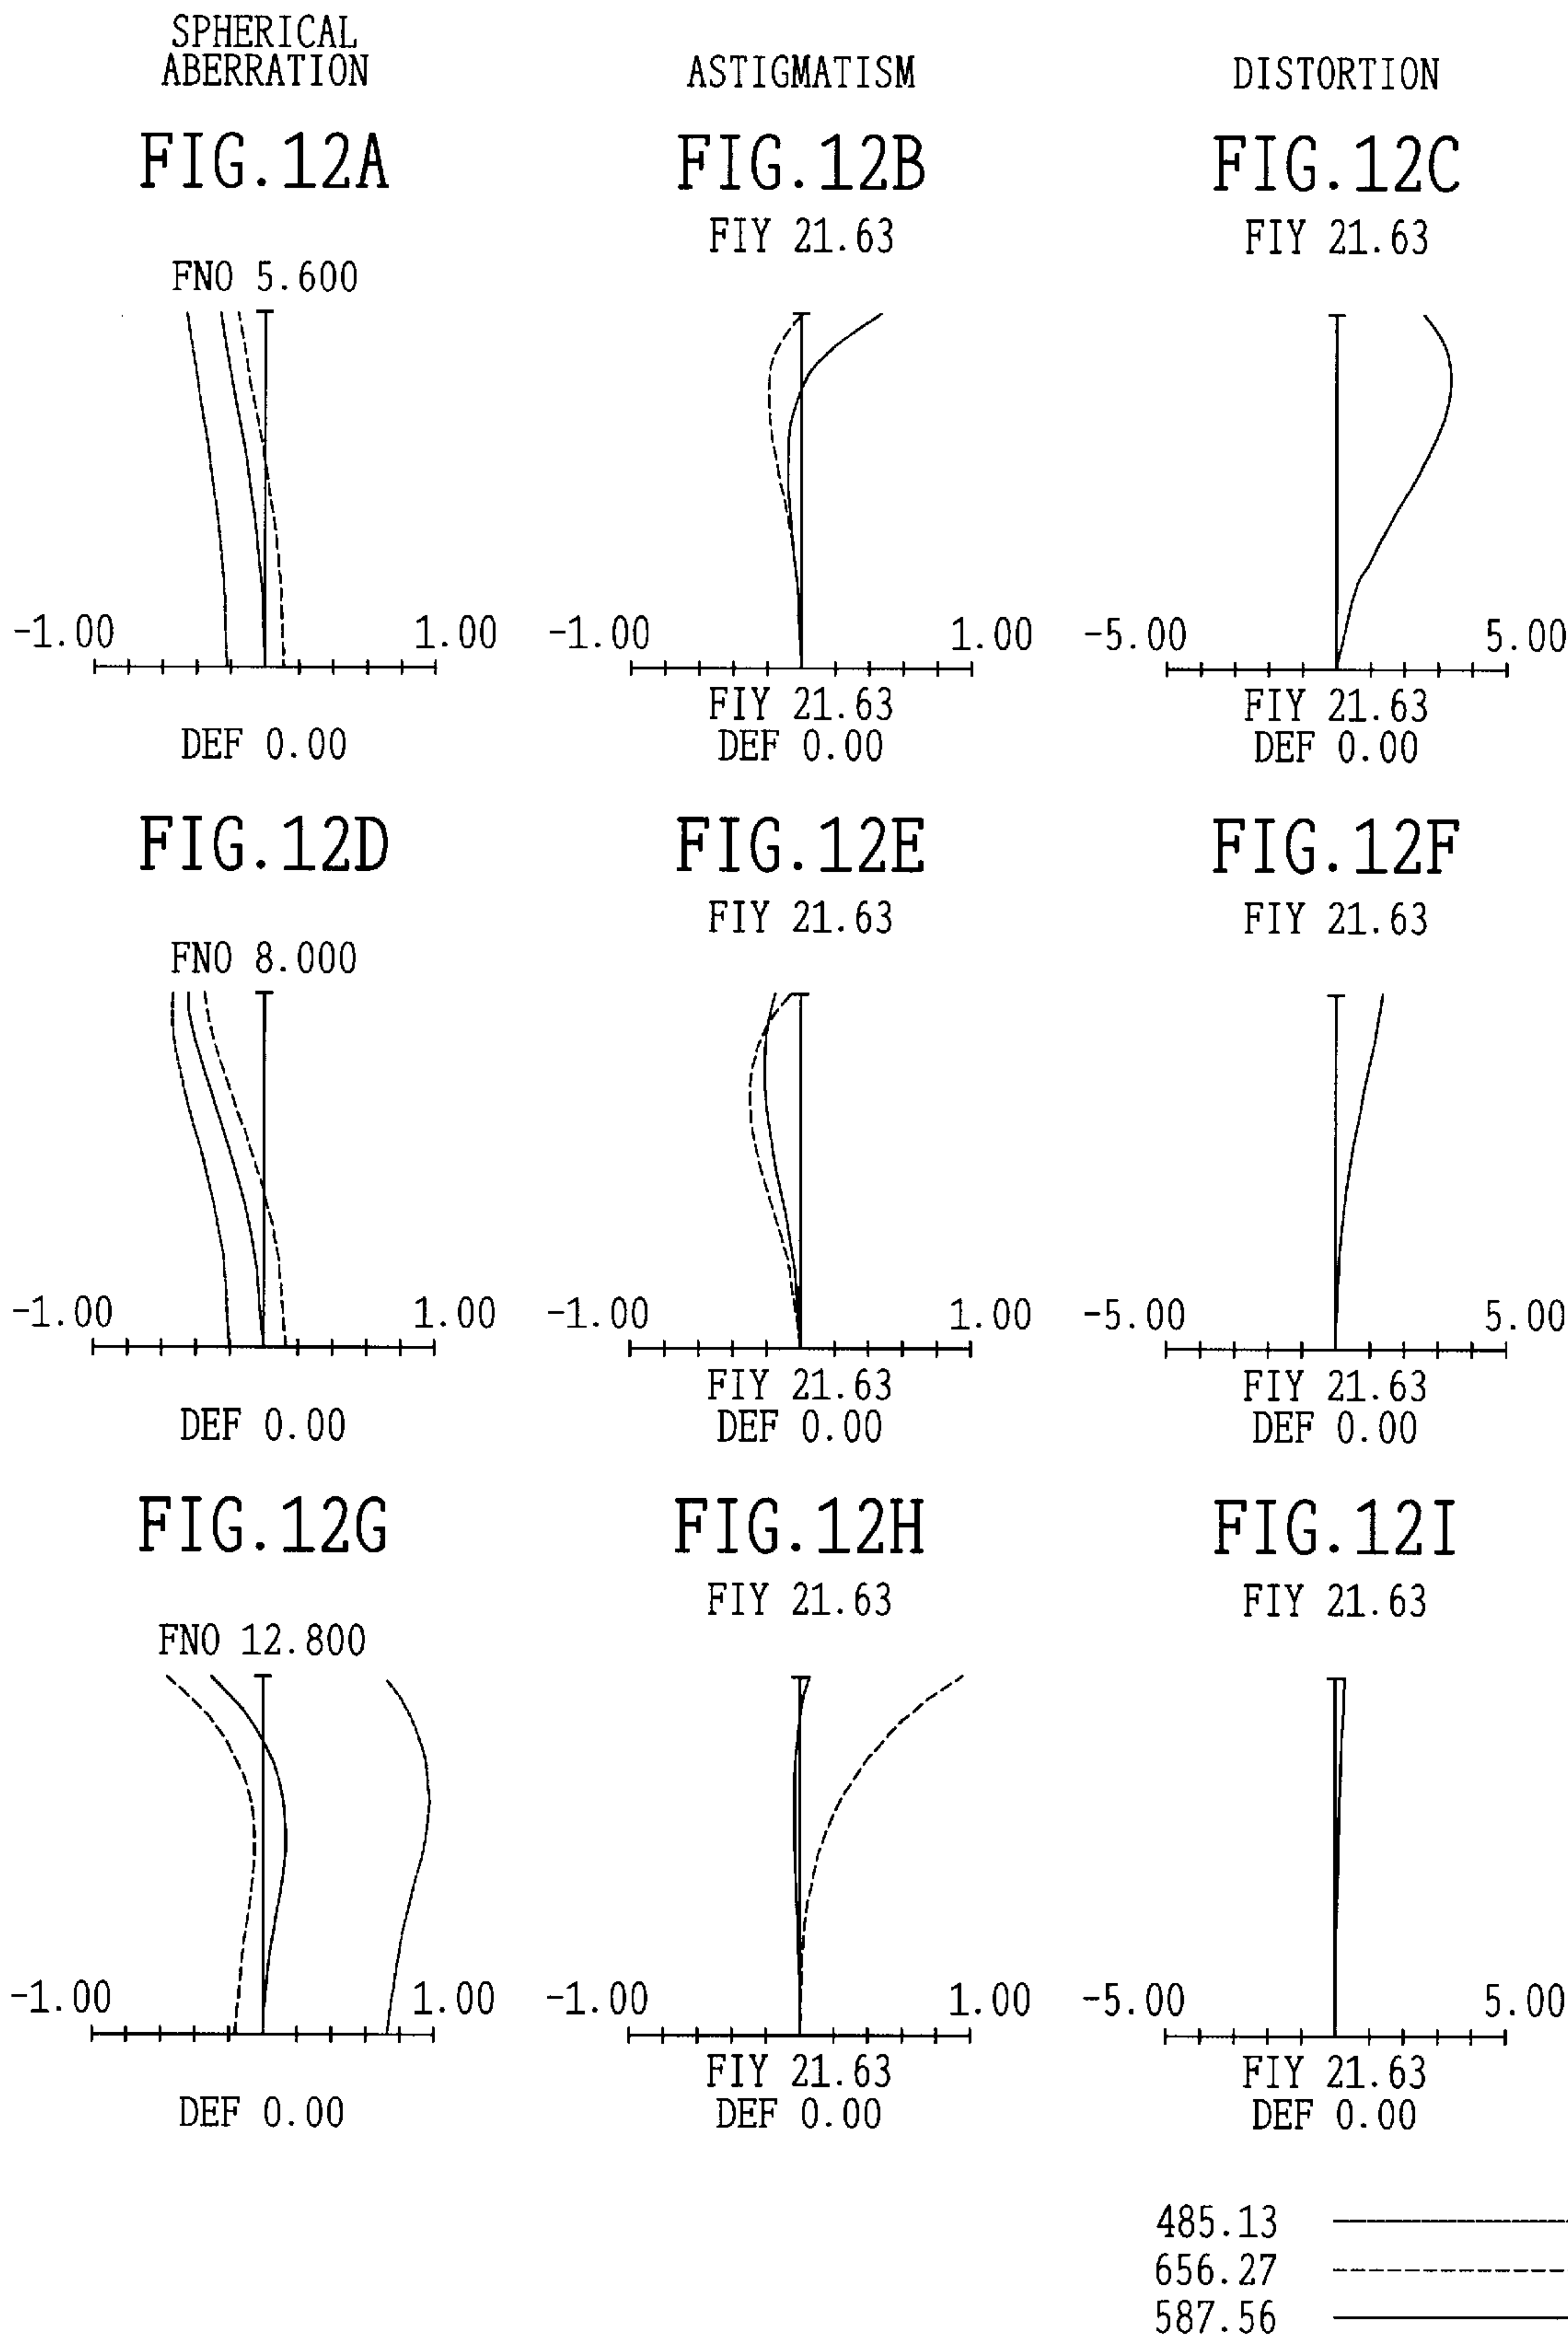 SPHERICAL
ABERRATION
ASTIGMATISM
DISTORTION
FIG.12A
FIG.12B
FIG.12C
FIY 21.63
FIY 21.63
FNO 5.600
-1.00
1.00
-1.00
1.00
-5.00
5.00
FIY 21.63
FIY 21.63
DEF 0.00
DEF 0.00
DEF 0.00
FIG.12D
FIG.12E
FIG.12F
FIY 21.63
FIY 21.63
FNO 8.000
-1.00
1.00
-1.00
1.00
-5.00
5.00
FIY 21.63
FIY 21.63
DEF 0.00
DEF 0.00
DEF 0.00
FIG.12G
FIG.12H
FIG.12I
FIY 21.63
FIY 21.63
FNO 12.800
-1.00
1.00
-1.00
1.00
-5.00
5.00
FIY 21.63
FIY 21.63
DEF 0.00
DEF 0.00
DEF 0.00
485.13
656.27
587.56